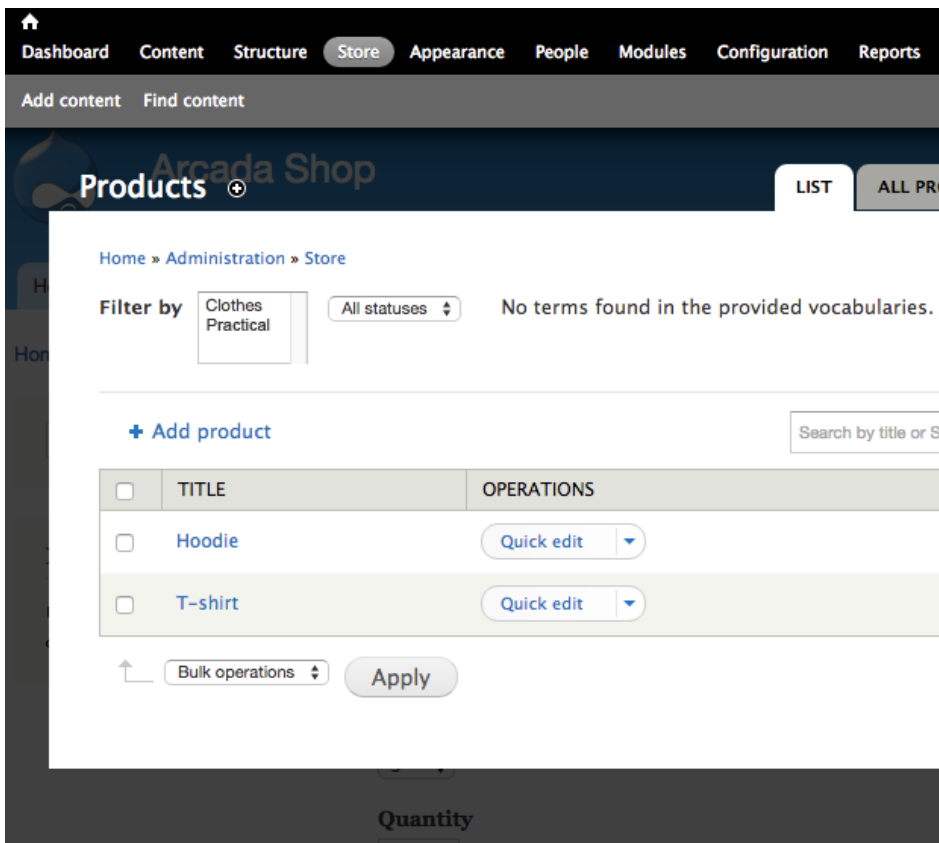 Dashboard Content Structure Store Appearance People Modules Configuration Reports
Add content Find content
Arcada Shop
Products
LIST
ALL PR
Home » Administration » Store
Filter by
Clothes
Practical
All statuses
No terms found in the provided vocabularies.
Hon
+ Add product
Search by title or S
TITLE OPERATIONS
Hoodie Quick edit
T-shirt Quick edit
Bulk operations Apply
Quantity